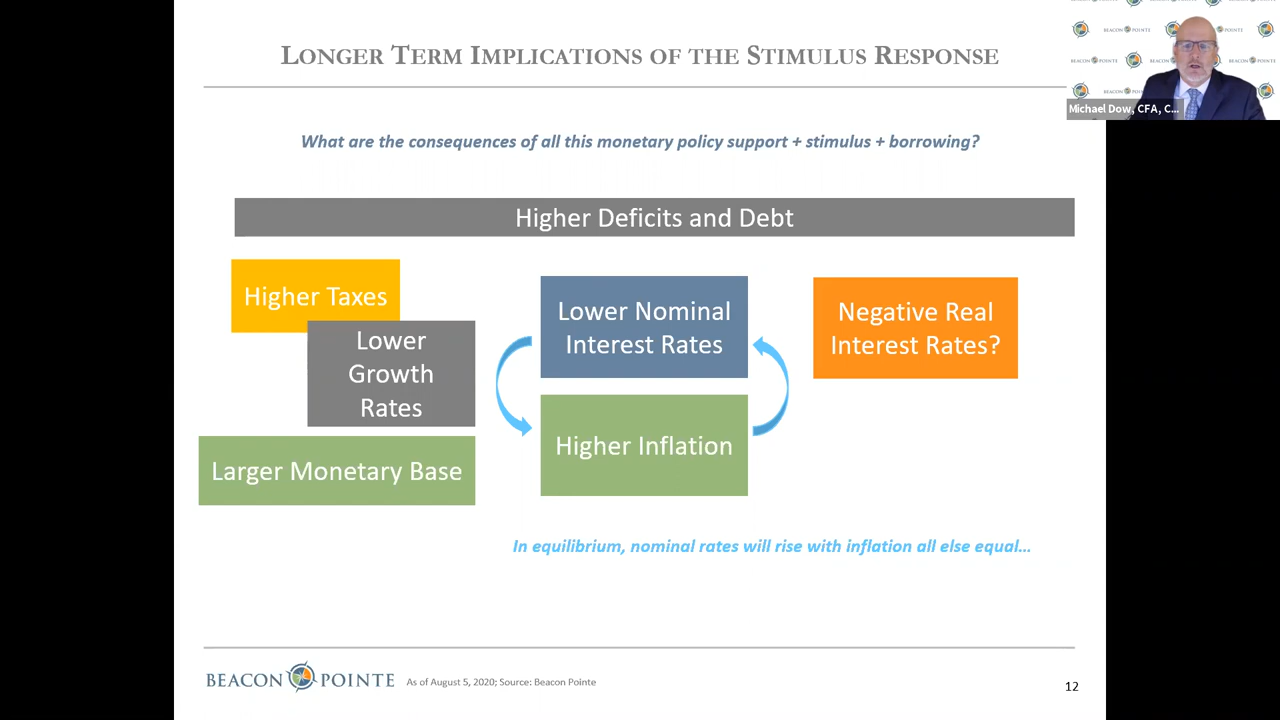 LONGER TERM IMPLICATIONS OF THE STIMULUS RESPONSE
Michael Dow, CFA, C...
What are the consequences of all this monetary policy support + stimulus + borrowing?
Higher Deficits and Debt
Higher Taxes
Lower
Growth
Rates
Larger Monetary Base
Lower Nominal
Interest Rates
Higher Inflation
Negative Real
Interest Rates?
In equilibrium, nominal rates will rise with inflation all else equal…
BEACON POINTE
As of August 5, 2020; Source: Beacon Pointe
12